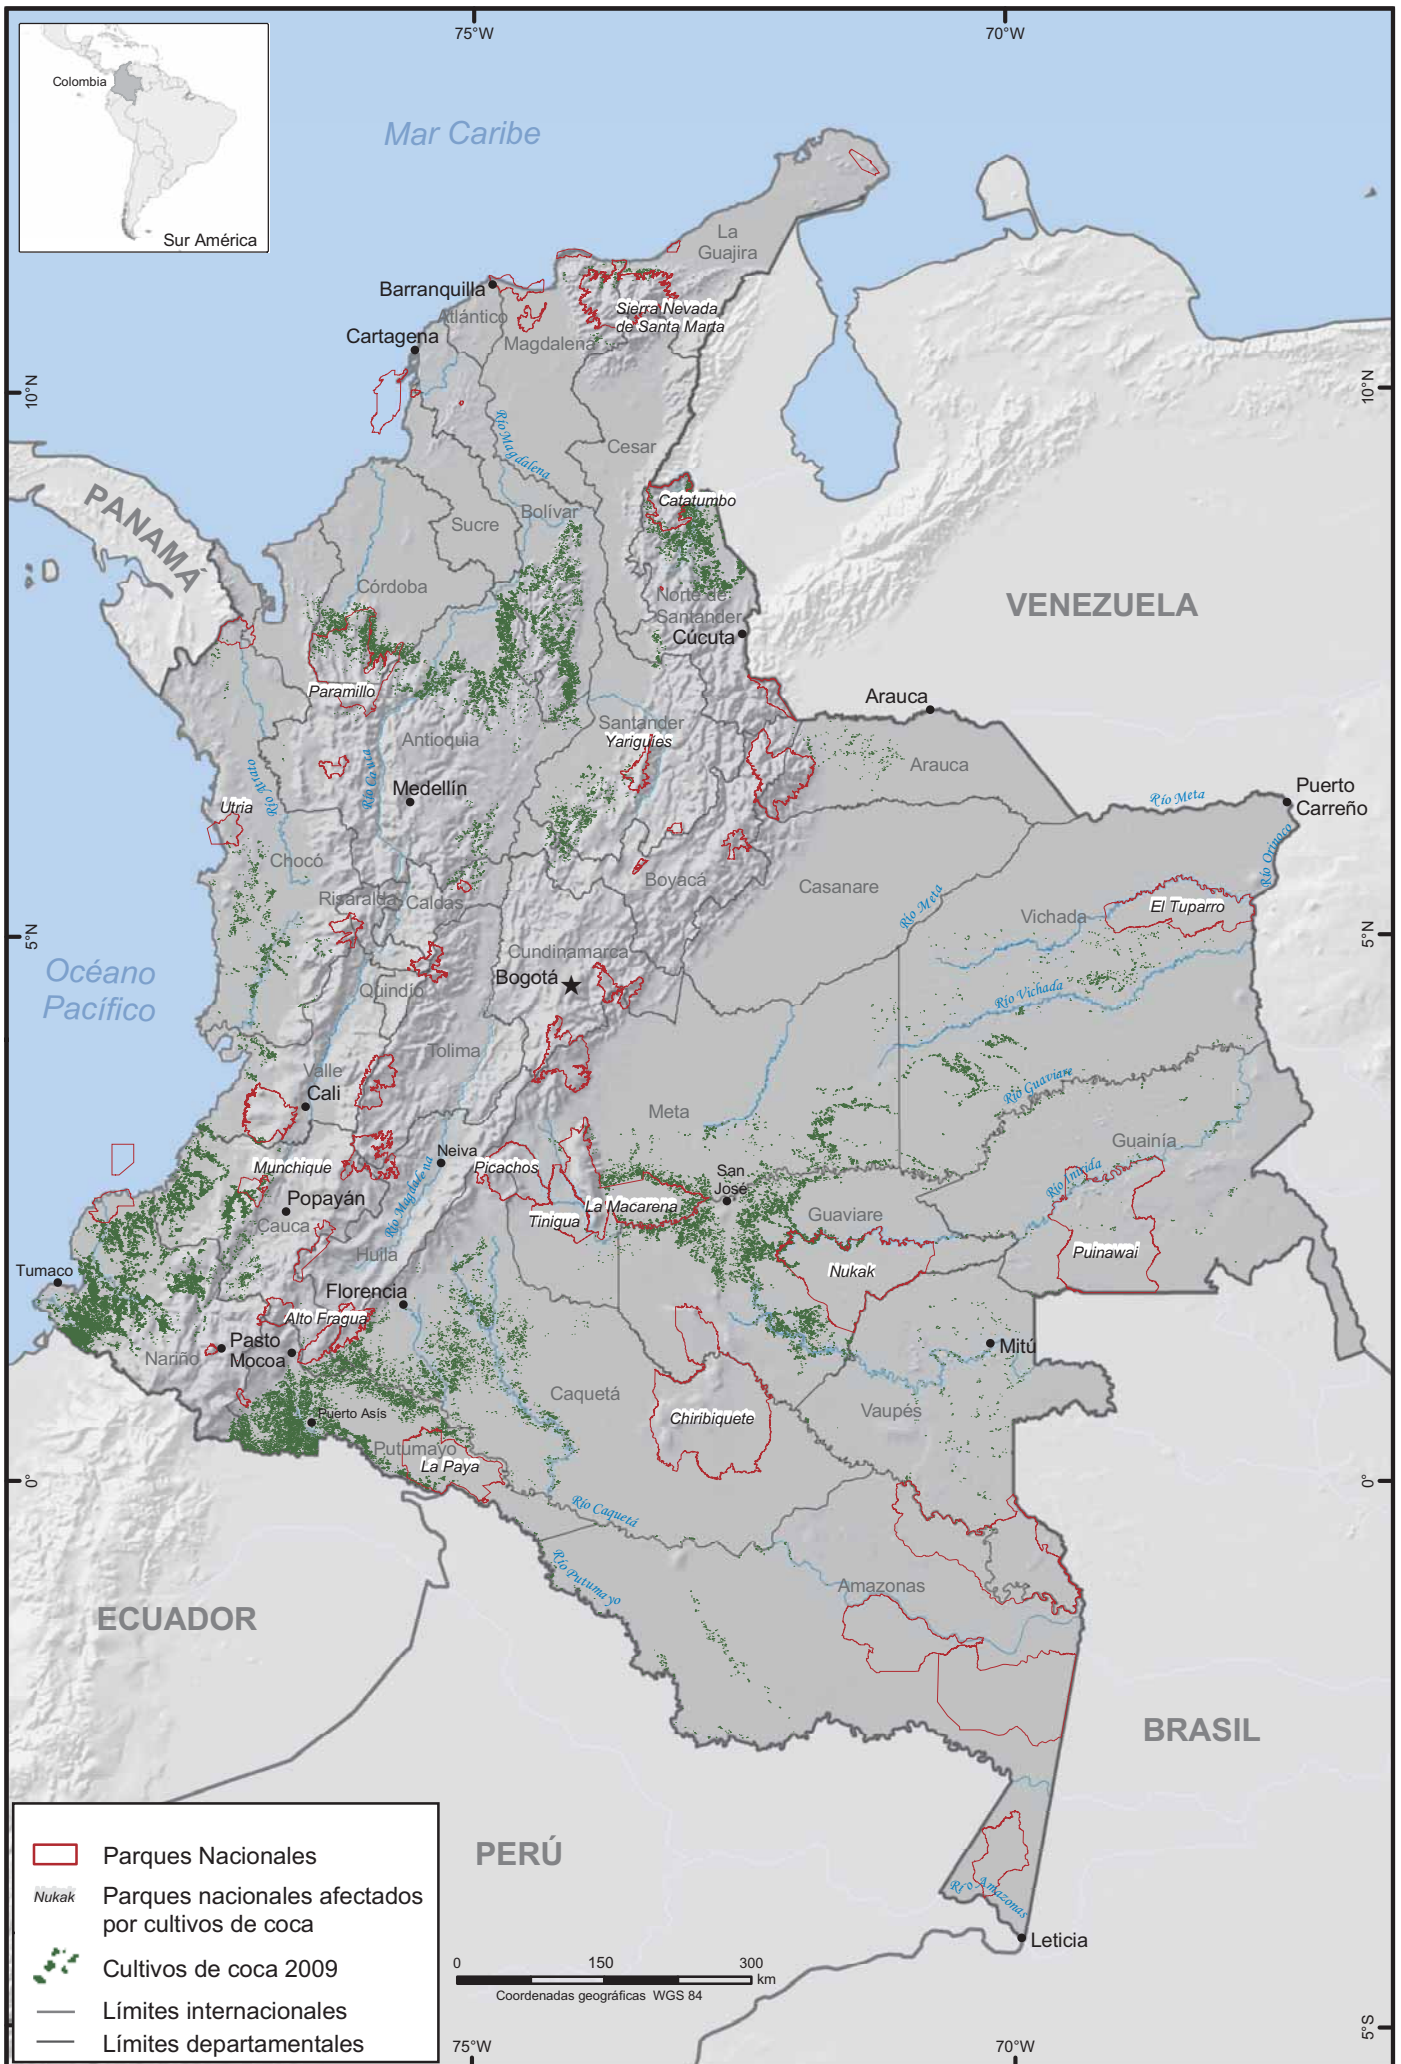 75°W
70°W
Colombia
Sur América
Mar Caribe
La
Guajira
Barranquilla
Atlántico
Sierra Nevada
de Santa Marta
Cartagena
Magdalena
10°N
10°N
Río Magdalena
Cesar
PANAMÁ
Catatumbo
Sucre
Bolívar
Córdoba
Norte de
Santander
VENEZUELA
Cúcuta
Paramillo
Arauca
Santander
Antioquia
Yariguies
Arauca
Río Atrato
Río Cauca
Medellín
Puerto
Carreño
Río Meta
Utria
Río Orinoco
Chocó
Boyacá
Casanare
Risaralda
Caldas
Río Meta
Vichada
El Tuparro
5°N
5°N
Cundinamarca
Océano
Pacífico
Bogotá
Quindío
Río Vichada
Tolima
Valle
Cali
Río Guaviare
Meta
Guainía
Neiva
Munchique
Picachos
San
José
Río Inírida
Popayán
La Macarena
Cauca
Río Magdalena
Tinigua
Guaviare
Huila
Puinawai
Tumaco
Nukak
Florencia
Alto Fragua
Pasto
Mocoa
Nariño
Mitú
Caquetá
Vaupés
Puerto Asís
Chiribiquete
Putumayo
La Paya
0°
0°
Río Caquetá
Río Putumayo
Amazonas
ECUADOR
BRASIL
PERÚ
Río Amazonas
Leticia
Parques Nacionales
Nukak
Parques nacionales afectados
por cultivos de coca
Cultivos de coca 2009
Límites internacionales
Límites departamentales
0 150 300
km
Coordenadas geográficas WGS 84
5°S
75°W
70°W